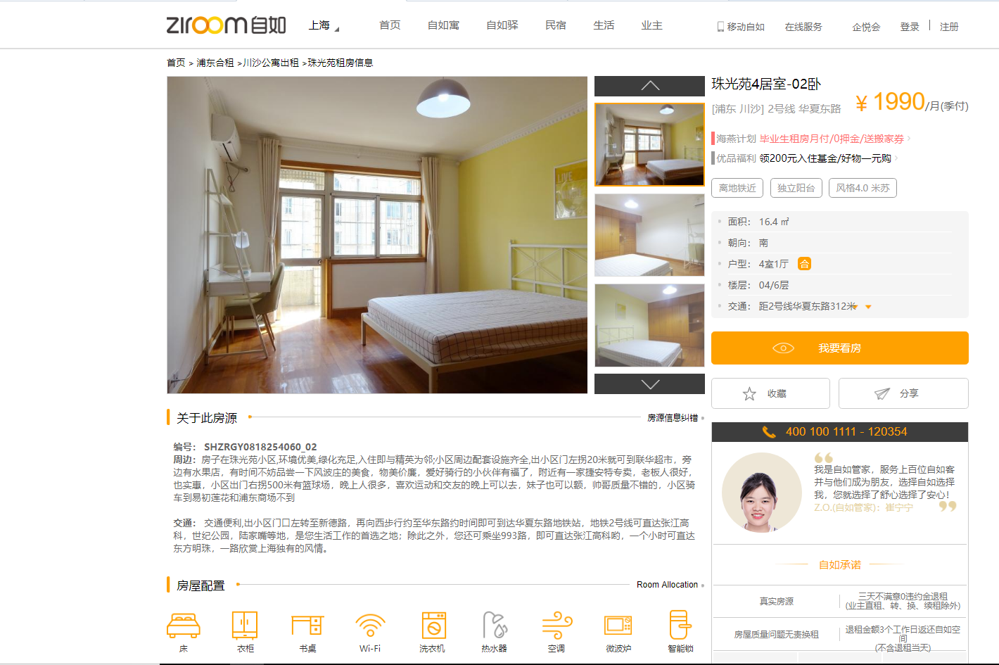 ziroom自如
上海
首页
自如寓
自如驿
民宿
生活
业主
移动自如
在线服务
企悦会
登录
注册
首页 > 浦东合租 >川沙公寓出租 >珠光苑租房信息
LIVE
珠光苑4居室-02卧
[浦东 川沙] 2号线 华夏东路
¥ 1990/月(季付)
海燕计划 毕业生租房月付/0押金/送搬家券
优品福利 领200元入住基金/好物一元购
离地铁近
独立阳台
风格4.0 米苏
面积： 16.4 ㎡
朝向： 南
户型： 4室1厅 合
楼层： 04/6层
交通： 距2号线华夏东路312米
我要看房
收藏
分享
400 100 1111 - 120354
我是自如管家，服务上百位自如客
并与他们成为朋友，选择自如选择
我，您就选择了舒心选择了安心！
Z.O.(自如管家)：崔宁宁
自如承诺
真实房源
三天不满意0违约金退租
(业主直租、转、换、续租除外)
房屋质量问题无责换租
退租金额3个工作日返还自如空
间
(不含退租当天)
关于此房源
房源信息纠错
编号： SHZRGY0818254060_02
周边：房子在珠光苑小区,环境优美,绿化充足,入住即与精英为邻;小区周边配套设施齐全,出小区门左拐20米就可到联华超市，旁
边有水果店，有时间不妨品尝一下风波庄的美食，物美价廉，爱好骑行的小伙伴有福了，附近有一家捷安特专卖，老板人很好，
也实惠，小区出门右拐500米有篮球场，晚上人很多，喜欢运动和交友的晚上可以去，妹子也可以额，帅哥质量不错的，小区骑
车到易初莲花和浦东商场不到
交通： 交通便利,出小区门口左转至新德路，再向西步行约至华东路约时间即可到达华夏东路地铁站，地铁2号线可直达张江高
科，世纪公园，陆家嘴等地，是您生活工作的首选之地；除此之外，您还可乘坐993路，即可直达张江高科哟，一个小时可直达
东方明珠，一路欣赏上海独有的风情。
房屋配置
Room Allocation
床
衣柜
书桌
Wi-Fi
洗衣机
热水器
空调
微波炉
智能锁